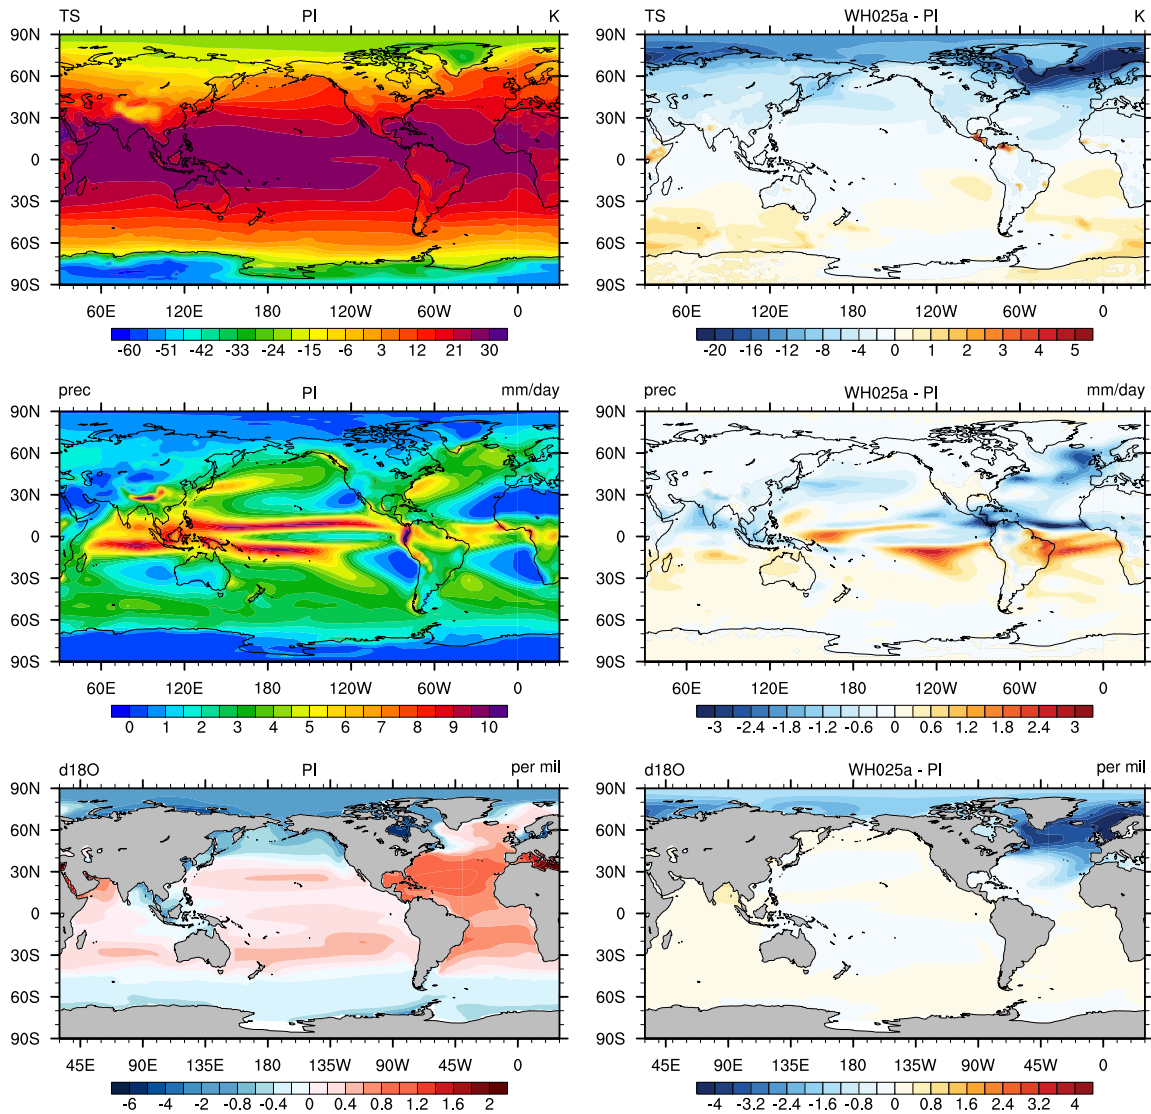 TS PI K
90N
60N
30N
0
30S
60S
90S
60E 120E 180 120W 60W 0
-60 -51 -42 -33 -24 -15 -6 3 12 21 30
TS WH025a - PI K
90N
60N
30N
0
30S
60S
90S
60E 120E 180 120W 60W 0
-20 -16 -12 -8 -4 0 1 2 3 4 5
prec PI mm/day
90N
60N
30N
0
30S
60S
90S
60E 120E 180 120W 60W 0
0 1 2 3 4 5 6 7 8 9 10
prec WH025a - PI mm/day
90N
60N
30N
0
30S
60S
90S
60E 120E 180 120W 60W 0
-3 -2.4 -1.8 -1.2 -0.6 0 0.6 1.2 1.8 2.4 3
d18O PI per mil
90N
60N
30N
0
30S
60S
90S
45E 90E 135E 180 135W 90W 45W 0
-6 -4 -2 -0.8 -0.4 0 0.4 0.8 1.2 1.6 2
d18O WH025a - PI per mil
90N
60N
30N
0
30S
60S
90S
45E 90E 135E 180 135W 90W 45W 0
-4 -3.2 -2.4 -1.6 -0.8 0 0.8 1.6 2.4 3.2 4